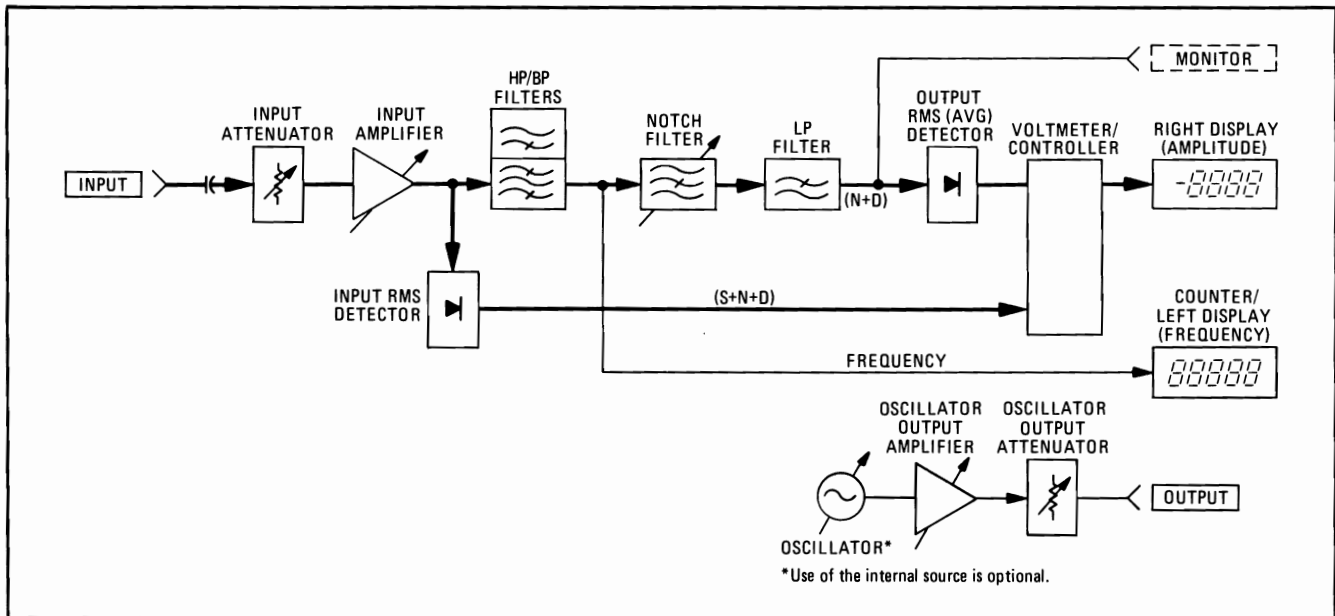 MONITOR
HP/BP
FILTERS
INPUT
ATTENUATOR
INPUT
AMPLIFIER
NOTCH
FILTER
LP
FILTER
OUTPUT
RMS (AVG)
DETECTOR
VOLTMETER/
CONTROLLER
RIGHT DISPLAY
(AMPLITUDE)
INPUT
-8888
(N+D)
INPUT RMS
DETECTOR
(S+N+D)
COUNTER/
LEFT DISPLAY
(FREQUENCY)
FREQUENCY
88888
OSCILLATOR
OUTPUT
AMPLIFIER
OSCILLATOR
OUTPUT
ATTENUATOR
OUTPUT
OSCILLATOR*
*Use of the internal source is optional.